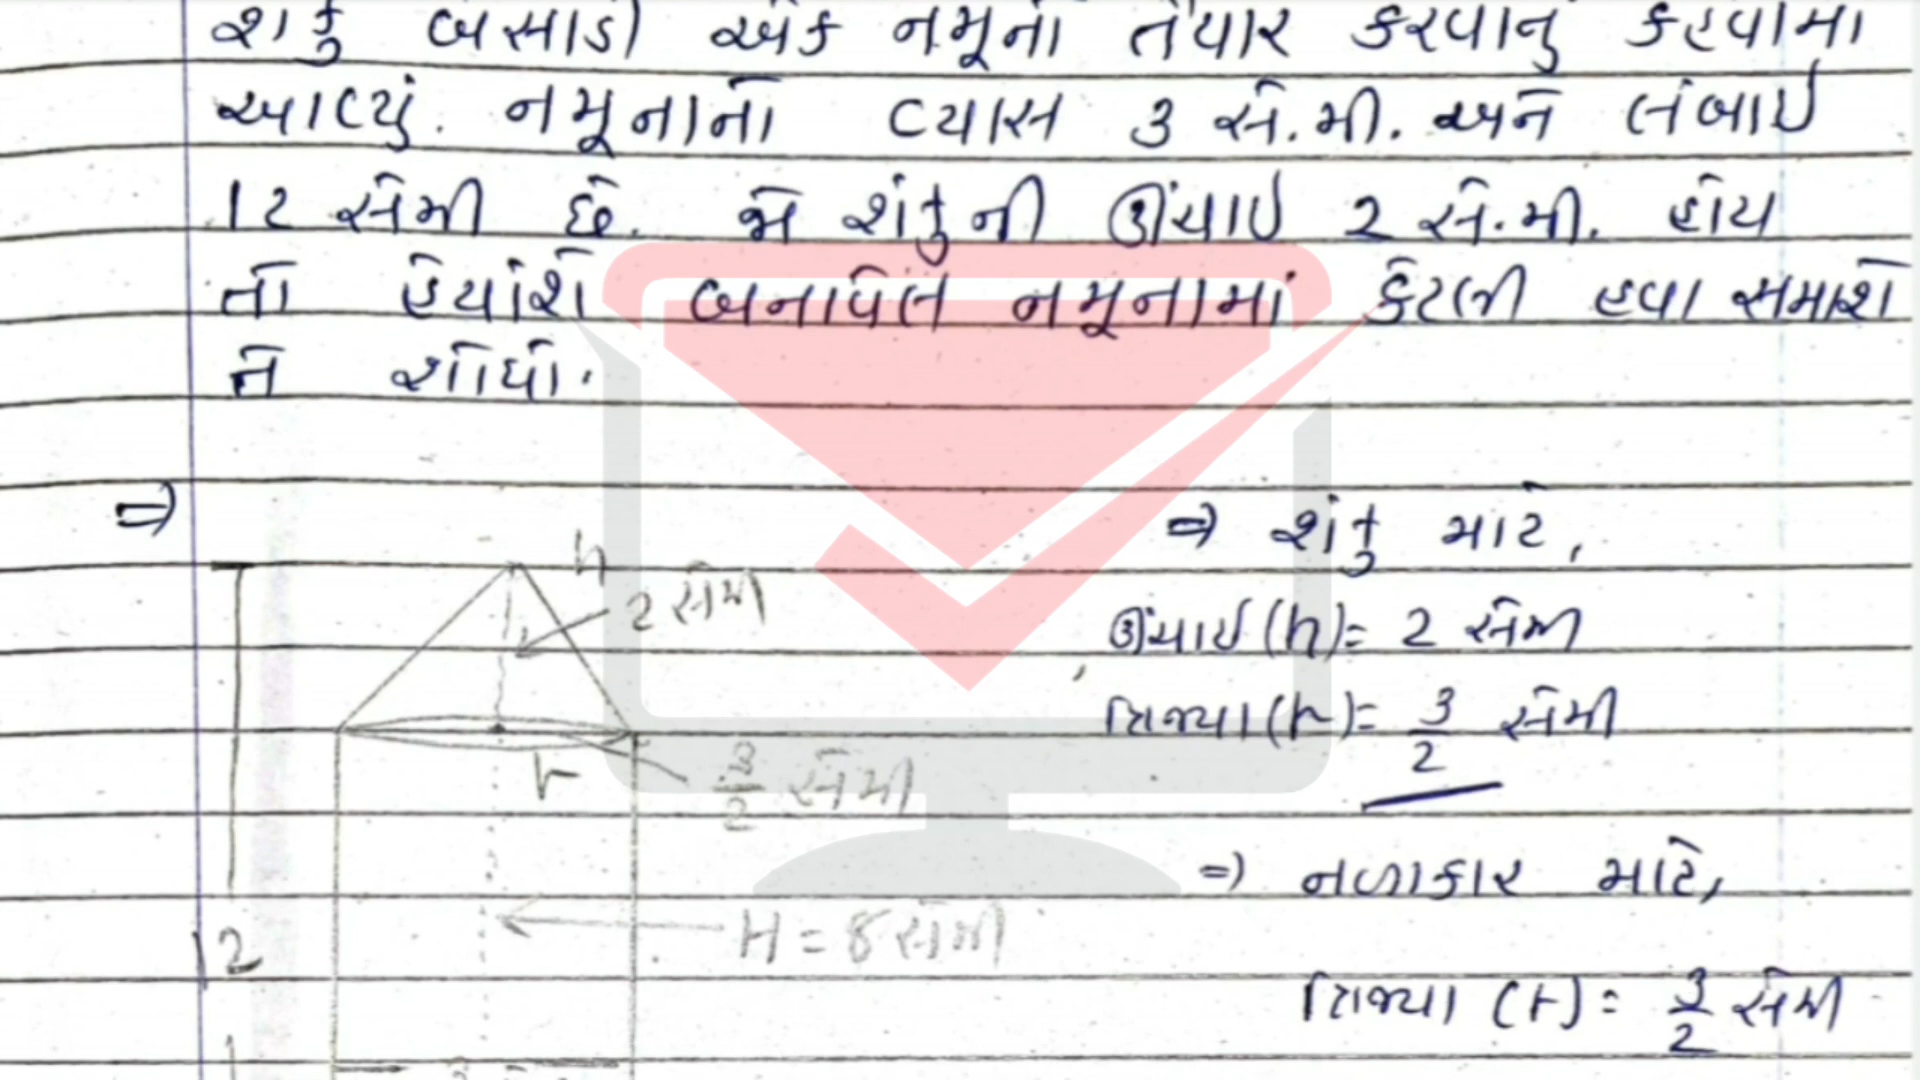 શંકુ બેસાડી એક નમૂનો તૈયાર કરવાનું કહેવામાં
આવ્યું. નમૂનાનો વ્યાસ 3 સે.મી. અને લંબાઈ
12 સેમી છે. જો શંકુની ઊંચાઈ 2 સે.મી. હોય
તો હેયાંશે બનાવેલ નમૂનામાં કેટલી હવા સમાશે
તે શોધો.
⇒
⇒ શંકુ માટે,
h
2 સેમી
ઊંચાઈ (h) = 2 સેમી
ત્રિજ્યા (r) = 3/2 સેમી
r
3/2 સેમી
⇒ નળાકાર માટે,
H = 8 સેમી
12
ત્રિજ્યા (r) = 3/2 સેમી